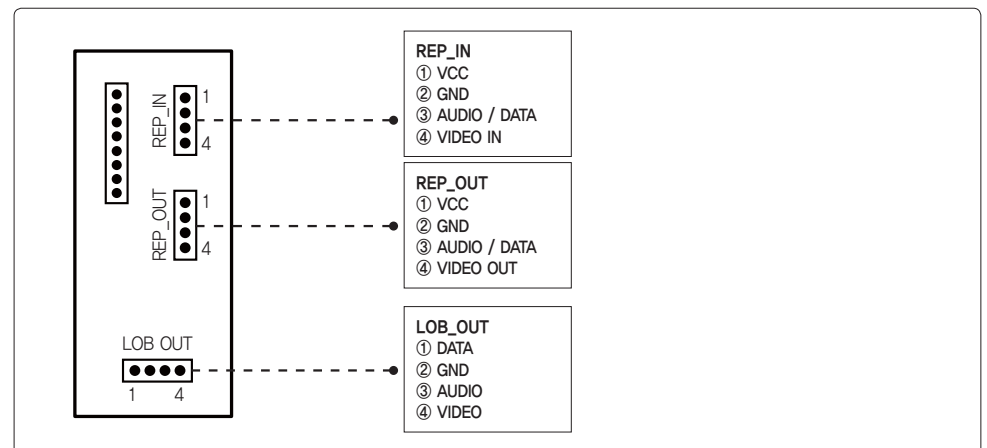 REP_IN
1
4
REP_IN
① VCC
② GND
③ AUDIO / DATA
④ VIDEO IN
REP_OUT
1
4
REP_OUT
① VCC
② GND
③ AUDIO / DATA
④ VIDEO OUT
LOB OUT
1 4
LOB_OUT
① DATA
② GND
③ AUDIO
④ VIDEO